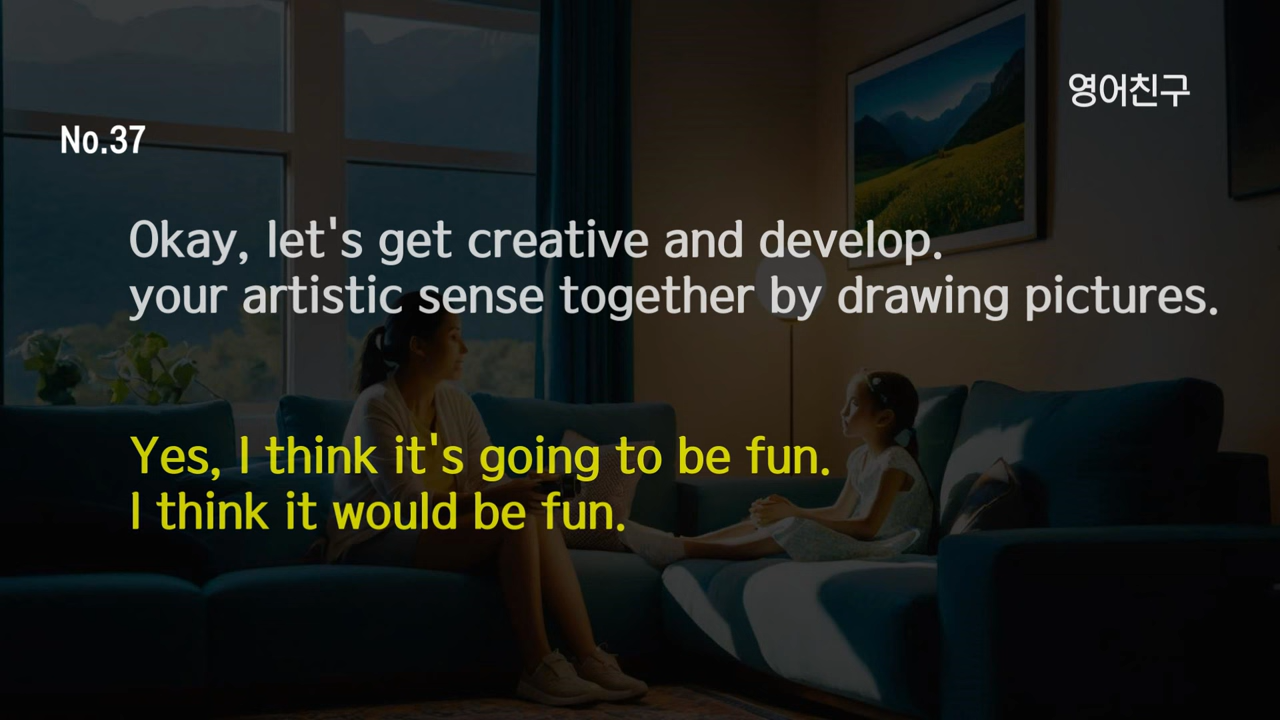 영어친구
No.37
Okay, let's get creative and develop.
your artistic sense together by drawing pictures.
Yes, I think it's going to be fun.
I think it would be fun.